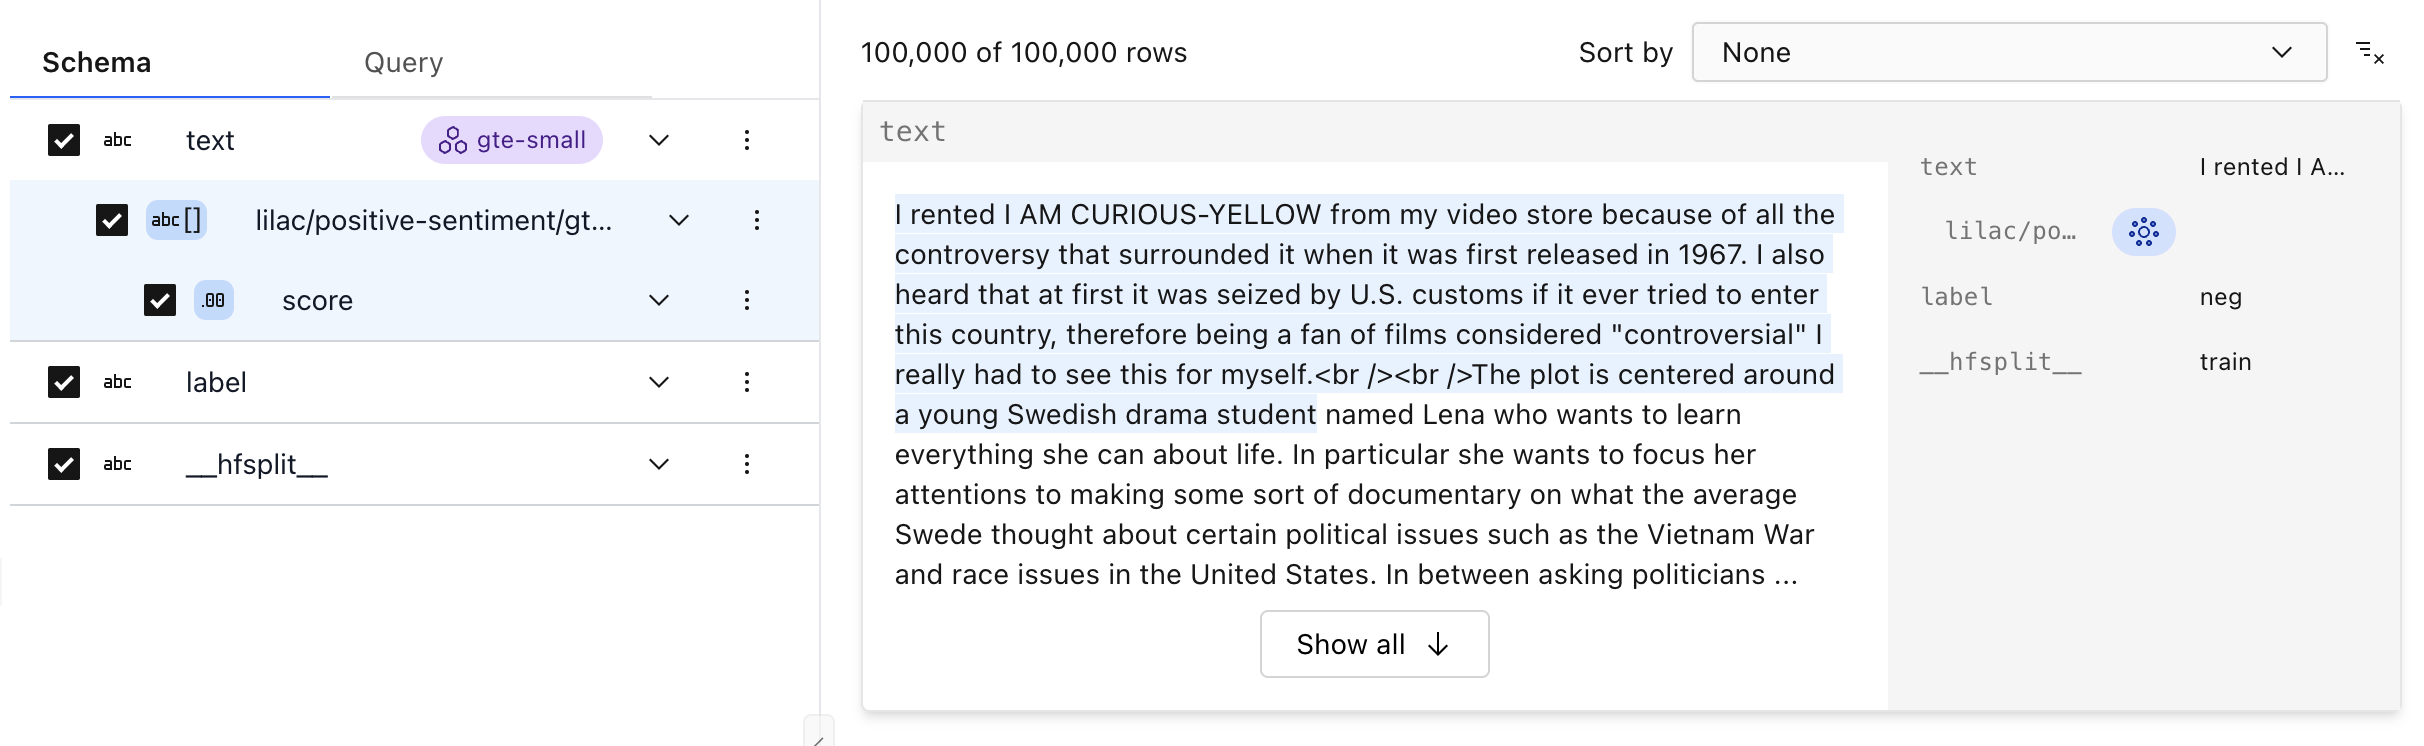 Schema
Query
abc text gte-small
abc[] lilac/positive-sentiment/gt...
.00 score
abc label
abc __hfsplit__
100,000 of 100,000 rows
Sort by None
text
I rented I AM CURIOUS-YELLOW from my video store because of all the
controversy that surrounded it when it was first released in 1967. I also
heard that at first it was seized by U.S. customs if it ever tried to enter
this country, therefore being a fan of films considered "controversial" I
really had to see this for myself.<br /><br />The plot is centered around
a young Swedish drama student named Lena who wants to learn
everything she can about life. In particular she wants to focus her
attentions to making some sort of documentary on what the average
Swede thought about certain political issues such as the Vietnam War
and race issues in the United States. In between asking politicians ...
Show all
text I rented I A...
lilac/po...
label neg
__hfsplit__ train